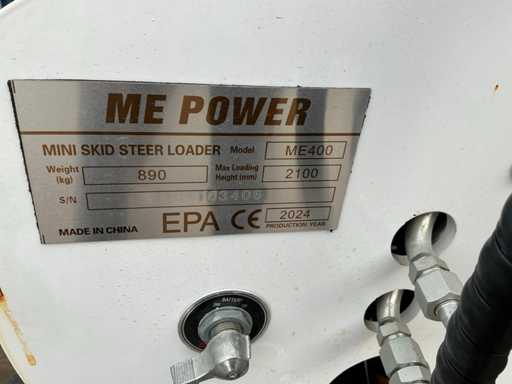 ME POWER
MINI SKID STEER LOADER Model ME400
Weight (kg) 890 Max Loading Height (mm) 2100
S/N
MADE IN CHINA EPA CE 2024
PRODUCTION YEAR
BATTERY